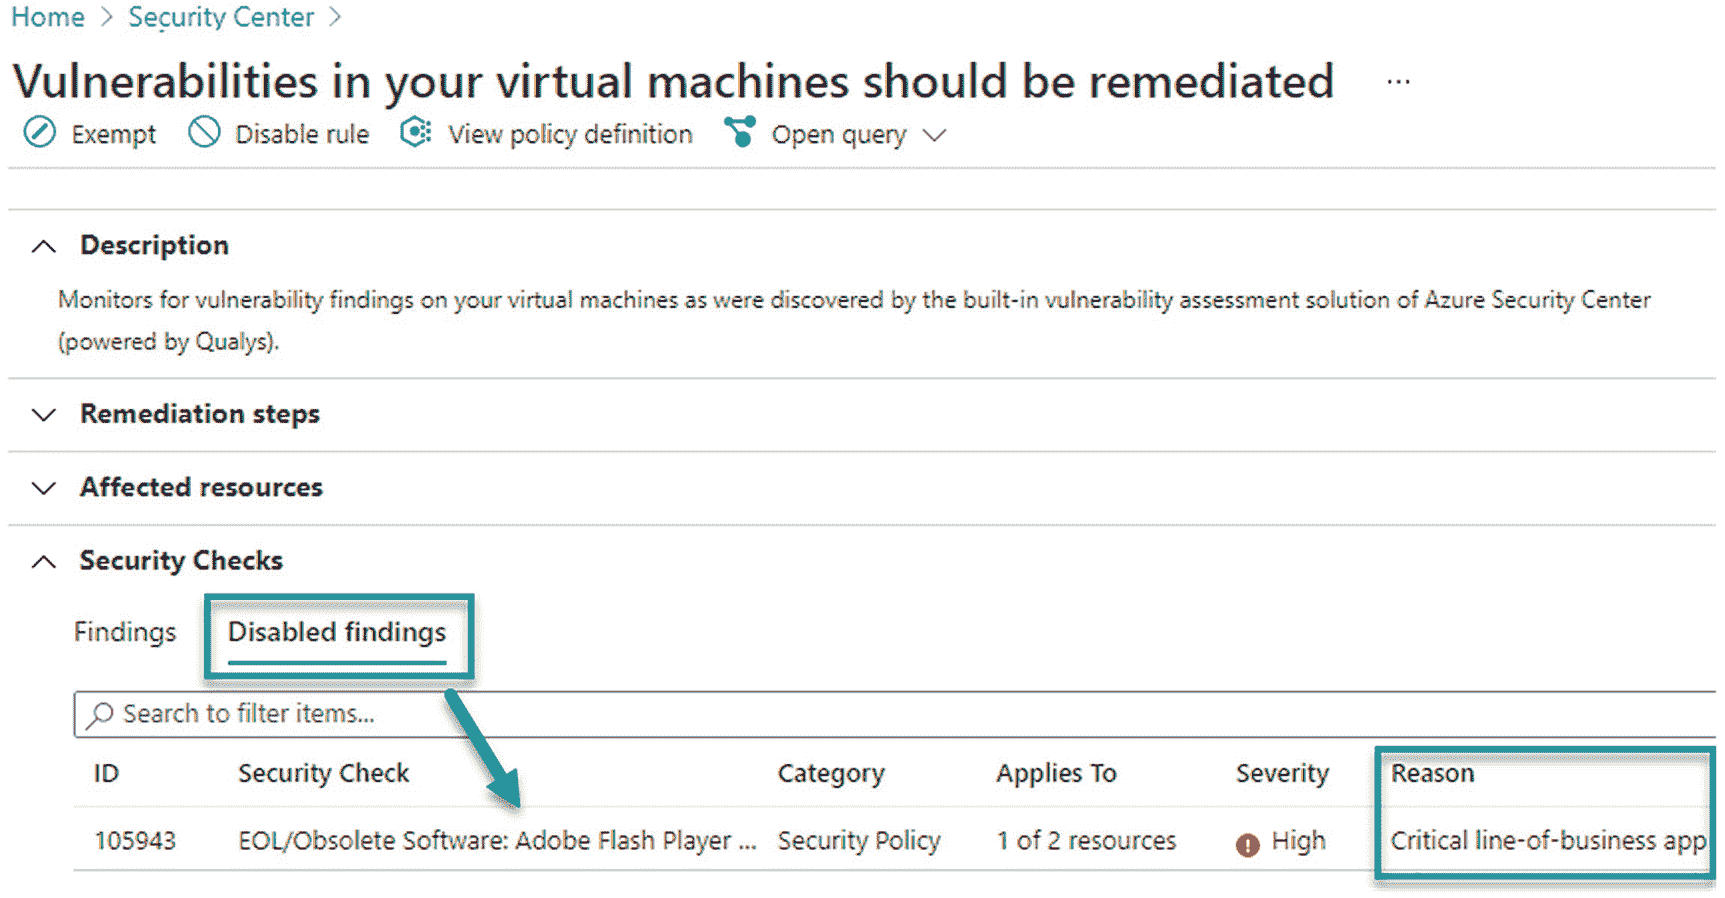 Home > Security Center >
Vulnerabilities in your virtual machines should be remediated ...
Exempt Disable rule View policy definition Open query
Description
Monitors for vulnerability findings on your virtual machines as were discovered by the built-in vulnerability assessment solution of Azure Security Center
(powered by Qualys).
Remediation steps
Affected resources
Security Checks
Findings Disabled findings
Search to filter items...
ID Security Check Category Applies To Severity Reason
105943 EOL/Obsolete Software: Adobe Flash Player ... Security Policy 1 of 2 resources High Critical line-of-business app